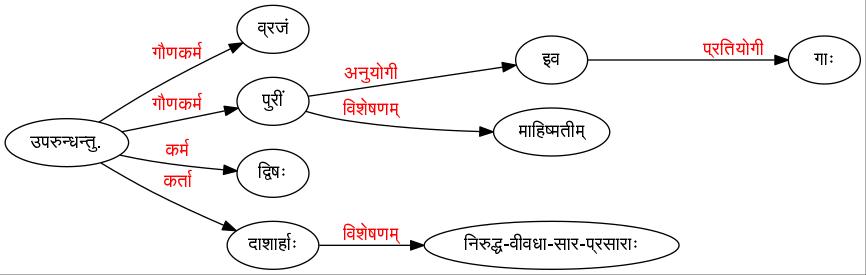 व्रजं
गौणकर्म
इव
प्रतियोगी
गाः
अनुयोगी
गौणकर्म
पुरीं
विशेषणम्
माहिष्मतीम्
उपरुन्धन्तु.
कर्म
द्विषः
कर्ता
दाशार्हाः
विशेषणम्
निरुद्ध-वीवधा-सार-प्रसाराः